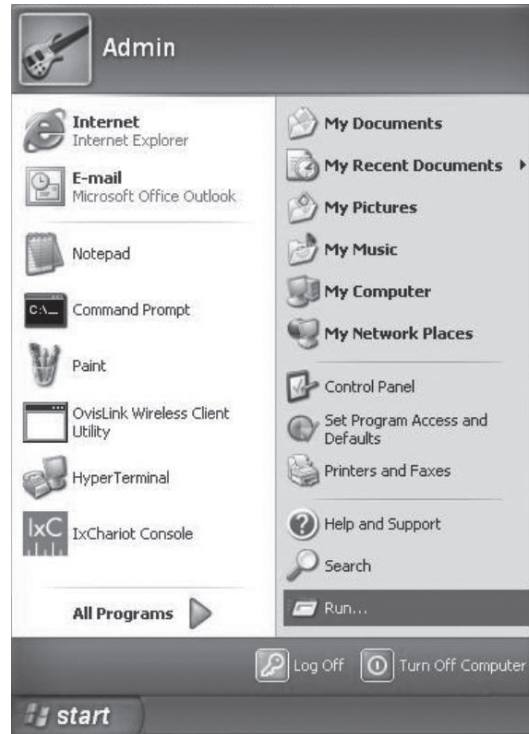 Admin
Internet
Internet Explorer
E-mail
Microsoft Office Outlook
Notepad
C:\_
Command Prompt
Paint
OvisLink Wireless Client
Utility
HyperTerminal
IxC
IxChariot Console
All Programs
My Documents
My Recent Documents
My Pictures
My Music
My Computer
My Network Places
Control Panel
Set Program Access and
Defaults
Printers and Faxes
Help and Support
Search
Run...
Log Off
Turn Off Computer
start